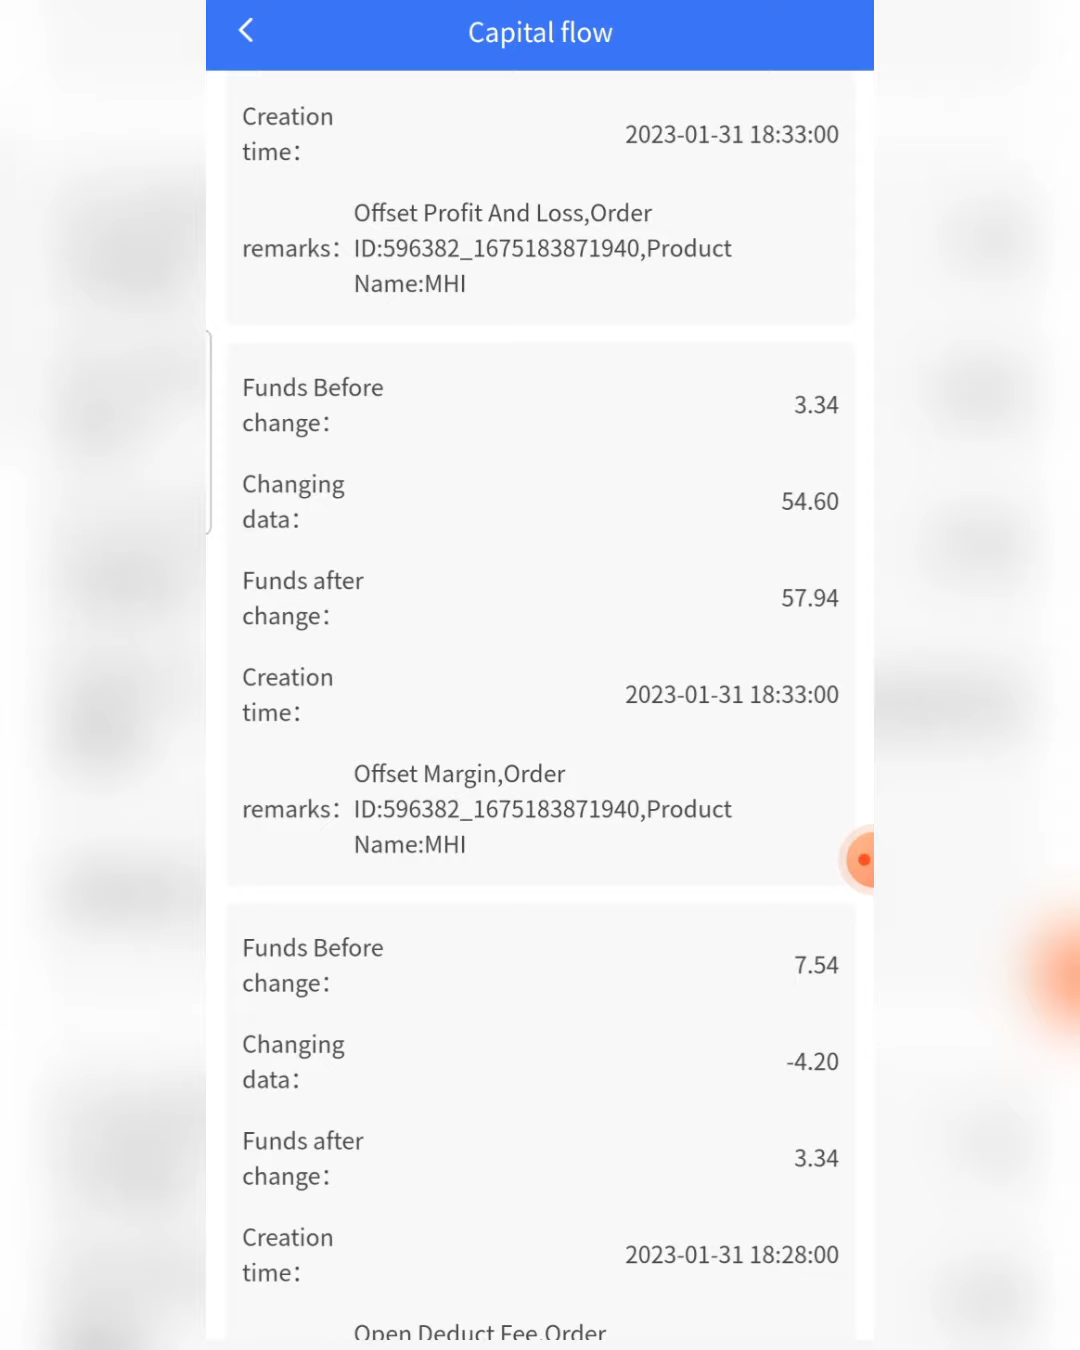 Capital flow
Creation
time：
2023-01-31 18:33:00
Offset Profit And Loss,Order
remarks：
ID:596382_1675183871940,Product
Name:MHI
Funds Before
change：
3.34
Changing
data：
54.60
Funds after
change：
57.94
Creation
time：
2023-01-31 18:33:00
Offset Margin,Order
remarks：
ID:596382_1675183871940,Product
Name:MHI
Funds Before
change：
7.54
Changing
data：
-4.20
Funds after
change：
3.34
Creation
time：
2023-01-31 18:28:00
Open Deduct Fee,Order